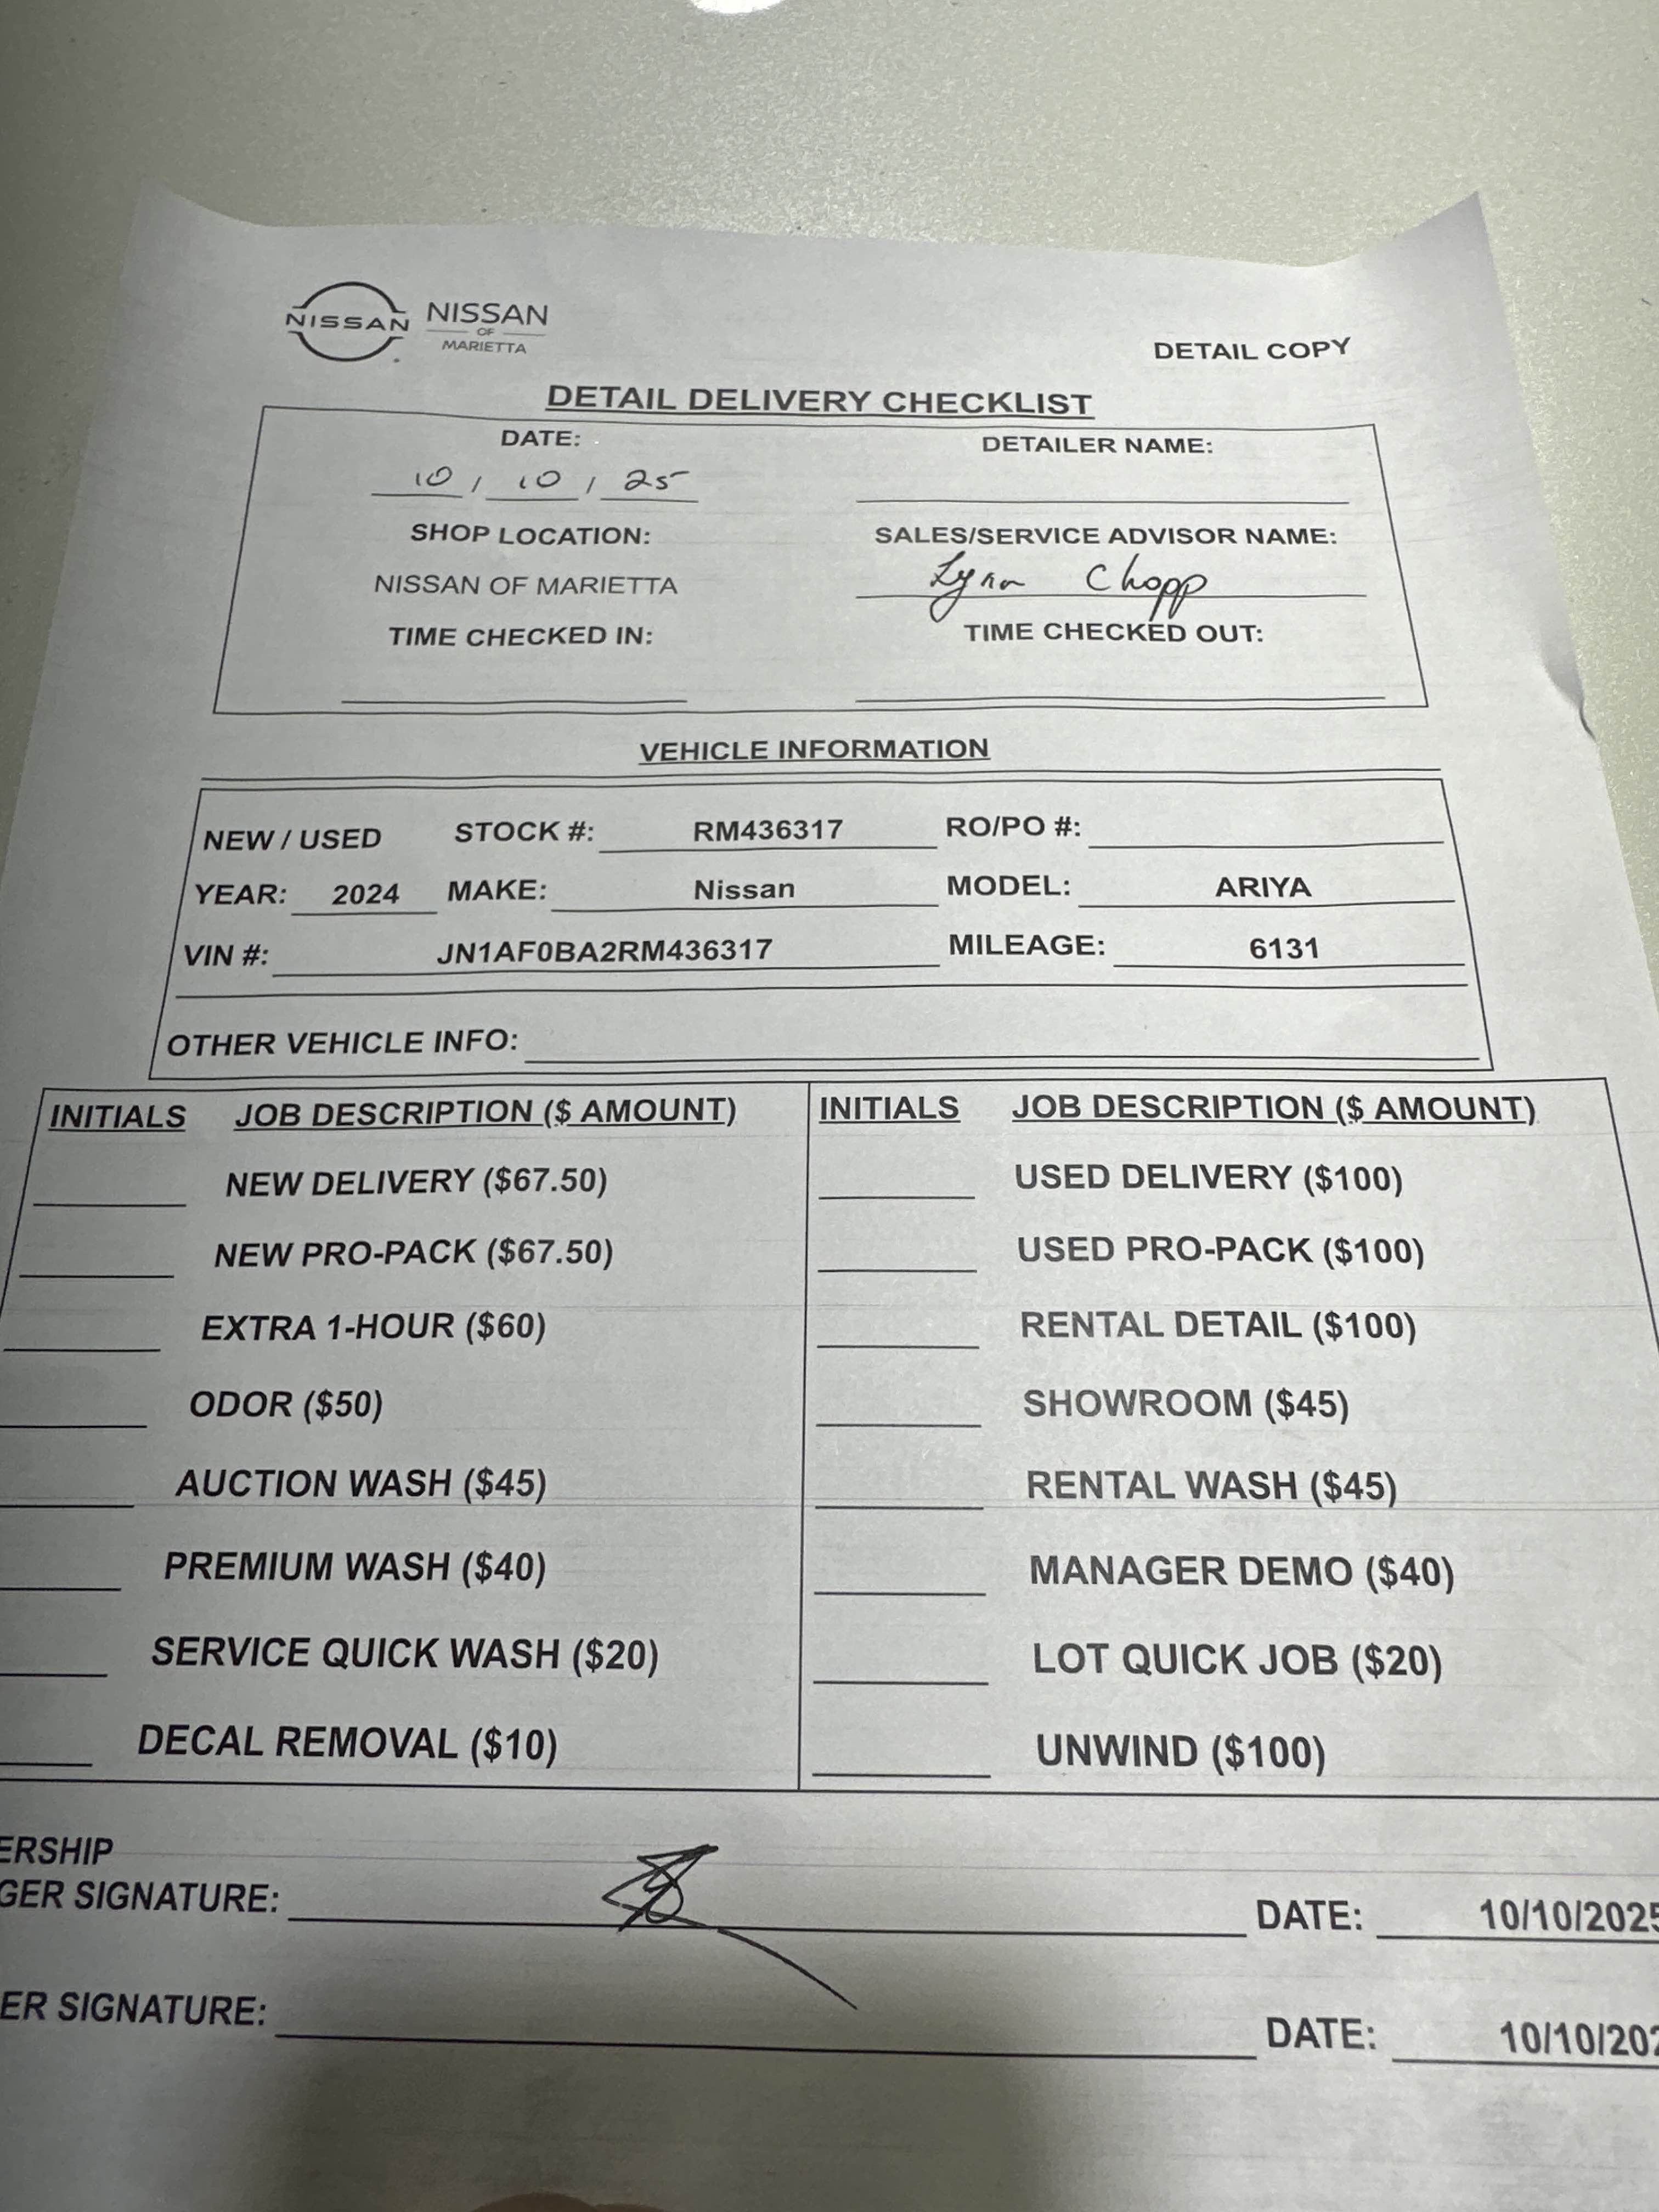 NISSAN NISSAN
OF
MARIETTA
DETAIL COPY
DETAIL DELIVERY CHECKLIST
DATE: DETAILER NAME:
10 / 10 / 25
SHOP LOCATION: SALES/SERVICE ADVISOR NAME:
NISSAN OF MARIETTA Lynn Chopp
TIME CHECKED IN: TIME CHECKED OUT:
VEHICLE INFORMATION
NEW / USED STOCK #: RM436317 RO/PO #:
YEAR: 2024 MAKE: Nissan MODEL: ARIYA
VIN #: JN1AF0BA2RM436317 MILEAGE: 6131
OTHER VEHICLE INFO:
INITIALS JOB DESCRIPTION ($ AMOUNT) INITIALS JOB DESCRIPTION ($ AMOUNT)
NEW DELIVERY ($67.50) USED DELIVERY ($100)
NEW PRO-PACK ($67.50) USED PRO-PACK ($100)
EXTRA 1-HOUR ($60) RENTAL DETAIL ($100)
ODOR ($50) SHOWROOM ($45)
AUCTION WASH ($45) RENTAL WASH ($45)
PREMIUM WASH ($40) MANAGER DEMO ($40)
SERVICE QUICK WASH ($20) LOT QUICK JOB ($20)
DECAL REMOVAL ($10) UNWIND ($100)
ERSHIP
GER SIGNATURE: DATE: 10/10/2025
ER SIGNATURE: DATE: 10/10/202